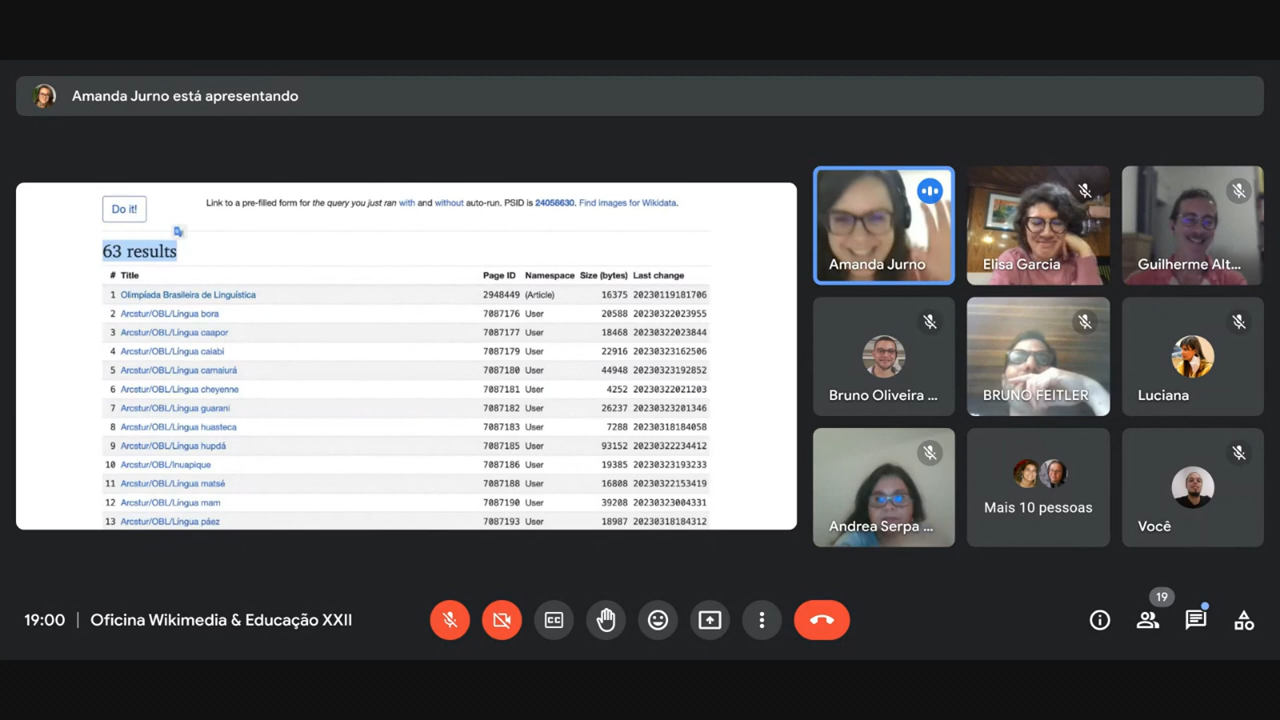 Amanda Jurno está apresentando
Do it!
Link to a pre-filled form for the query you just ran with and without auto-run. PSID is 24058630. Find images for Wikidata.
63 results
# Title Page ID Namespace Size (bytes) Last change
1 Olimpíada Brasileira de Linguística 2948449 (Article) 16375 20230119181706
2 Arcstur/OBL/Língua bora 7087176 User 20588 20230322023955
3 Arcstur/OBL/Língua caapor 7087177 User 18468 20230322023844
4 Arcstur/OBL/Língua caiabi 7087179 User 22916 20230323162506
5 Arcstur/OBL/Língua camaiurá 7087180 User 44948 20230323192852
6 Arcstur/OBL/Língua cheyenne 7087181 User 4252 20230322021203
7 Arcstur/OBL/Língua guarani 7087182 User 26237 20230323201346
8 Arcstur/OBL/Língua huasteca 7087183 User 7288 20230318184058
9 Arcstur/OBL/Língua hupdá 7087185 User 93152 20230322234412
10 Arcstur/OBL/Inuapique 7087186 User 19385 20230323193233
11 Arcstur/OBL/Língua matsé 7087188 User 16808 20230322153419
12 Arcstur/OBL/Língua mam 7087190 User 39208 20230323004331
13 Arcstur/OBL/Língua páez 7087193 User 18987 20230318184312
Amanda Jurno
Elisa Garcia
Guilherme Alt...
Bruno Oliveira ...
BRUNO FEITLER
Luciana
Andrea Serpa ...
Mais 10 pessoas
Você
19:00 | Oficina Wikimedia & Educação XXII
CC
19